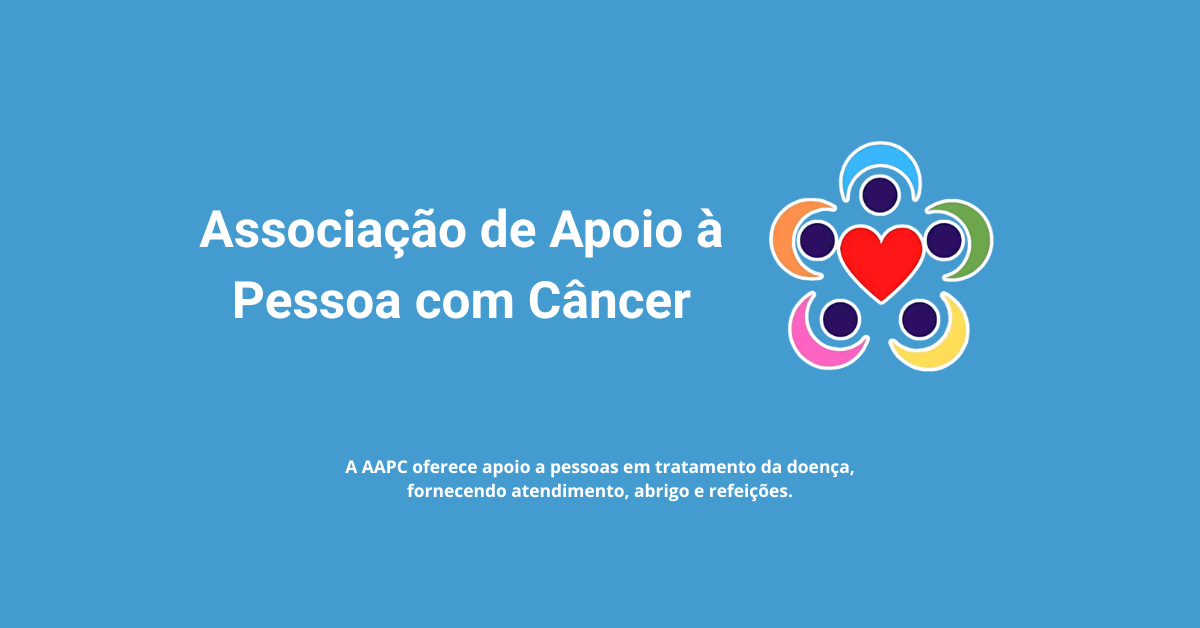 Associação de Apoio à
Pessoa com Câncer
A AAPC oferece apoio a pessoas em tratamento da doença,
fornecendo atendimento, abrigo e refeições.